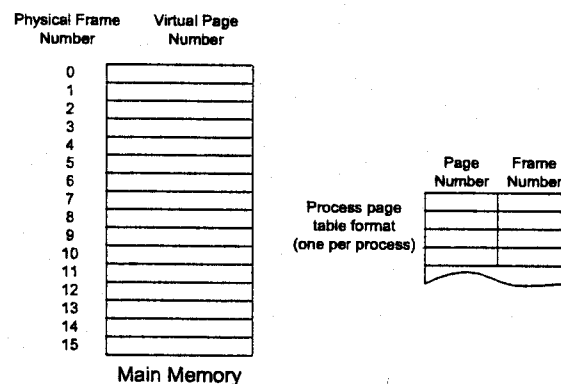 Physical Frame Number
Virtual Page Number
0
1
2
3
4
5
6
7
8
9
10
11
12
13
14
15
Main Memory
Page Number
Frame Number
Process page
table format
(one per process)